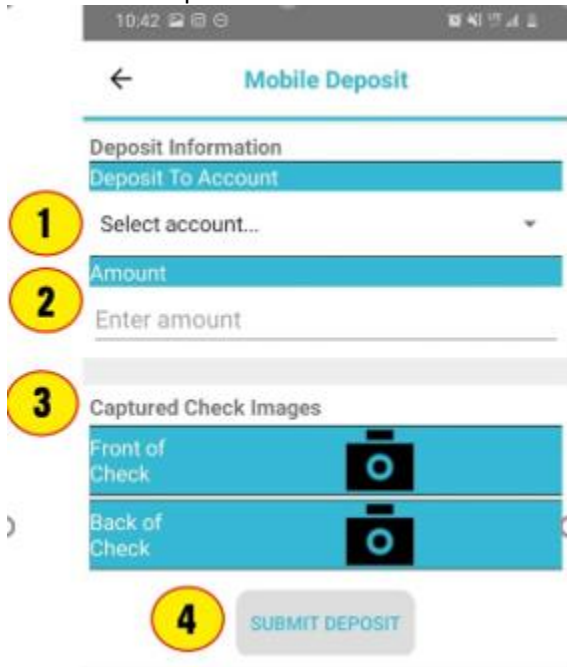 10:42
Mobile Deposit
Deposit Information
Deposit To Account
1
Select account...
Amount
2
Enter amount
3
Captured Check Images
Front of
Check
Back of
Check
4
SUBMIT DEPOSIT